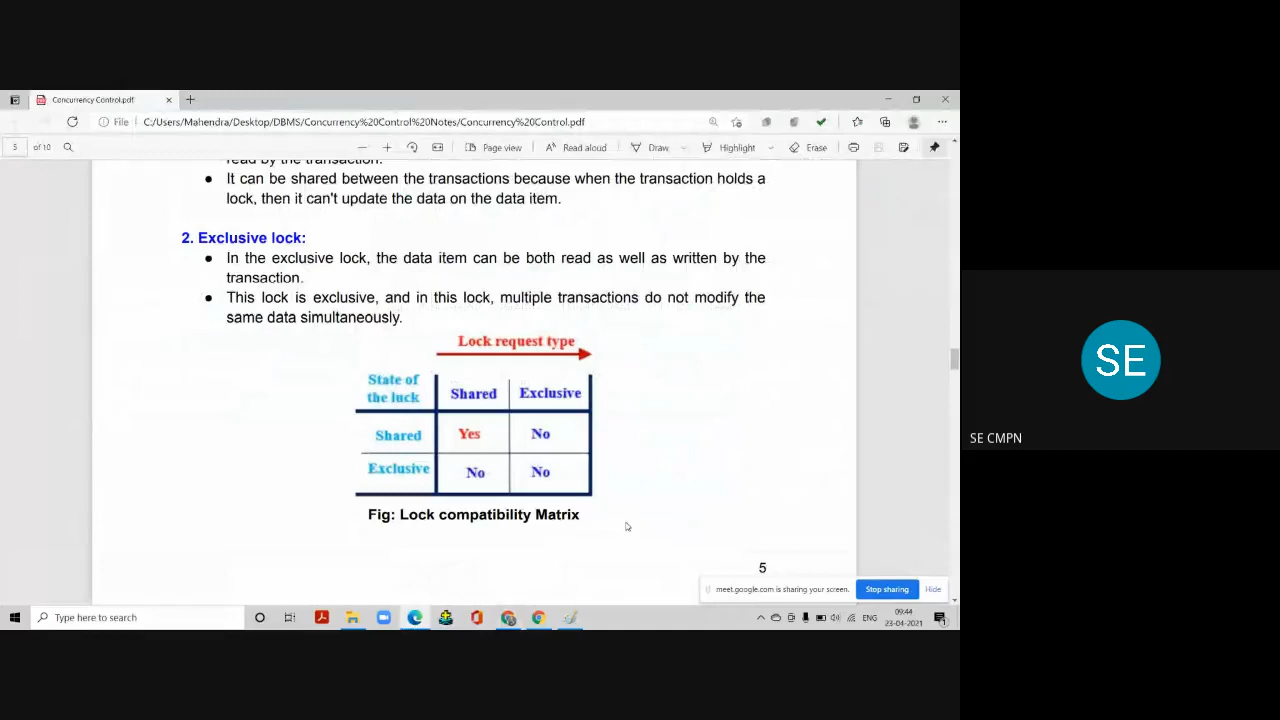 Concurrency Control.pdf
File C:/Users/Mahendra/Desktop/DBMS/Concurrency%20Control%20Notes/Concurrency%20Control.pdf
5 of 10 Page view Read aloud Draw Highlight Erase
read by the transaction.
It can be shared between the transactions because when the transaction holds a
lock, then it can't update the data on the data item.
2. Exclusive lock:
In the exclusive lock, the data item can be both read as well as written by the
transaction.
This lock is exclusive, and in this lock, multiple transactions do not modify the
same data simultaneously.
Lock request type
State of
the luck
Shared Exclusive
Shared Yes No
Exclusive No No
Fig: Lock compatibility Matrix
5
meet.google.com is sharing your screen. Stop sharing Hide
Type here to search
ENG
09:44
23-04-2021
SE
SE CMPN